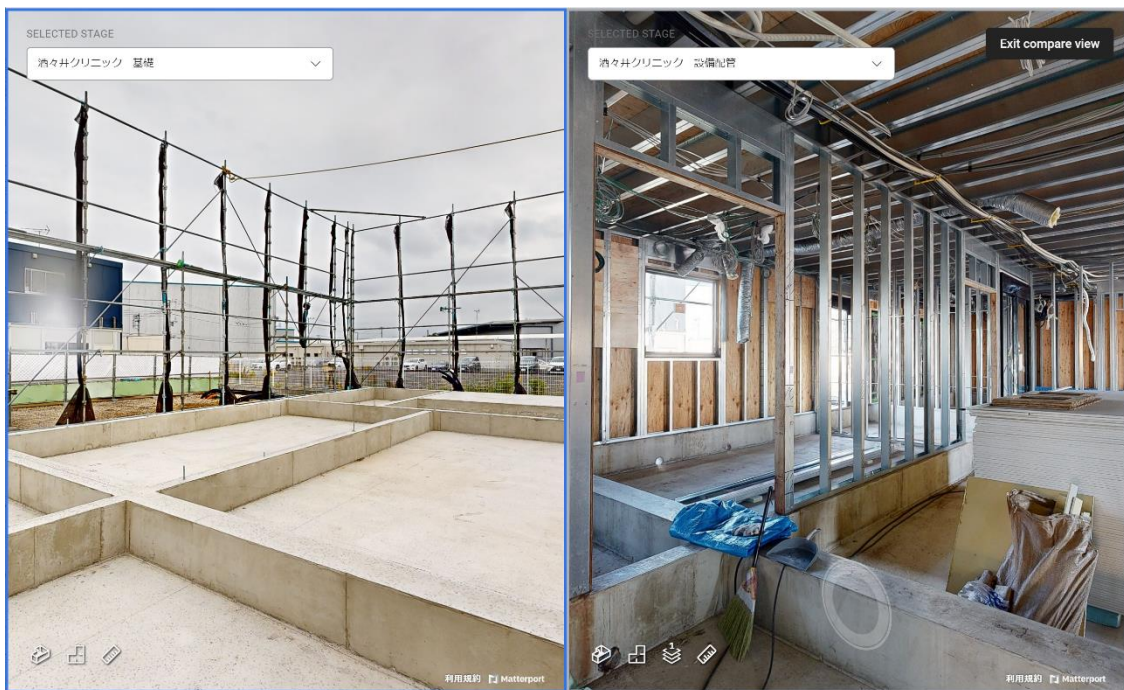 SELECTED STAGE
酒々井クリニック 基礎
利用規約 Matterport
SELECTED STAGE
酒々井クリニック 設備配管
Exit compare view
1
利用規約 Matterport